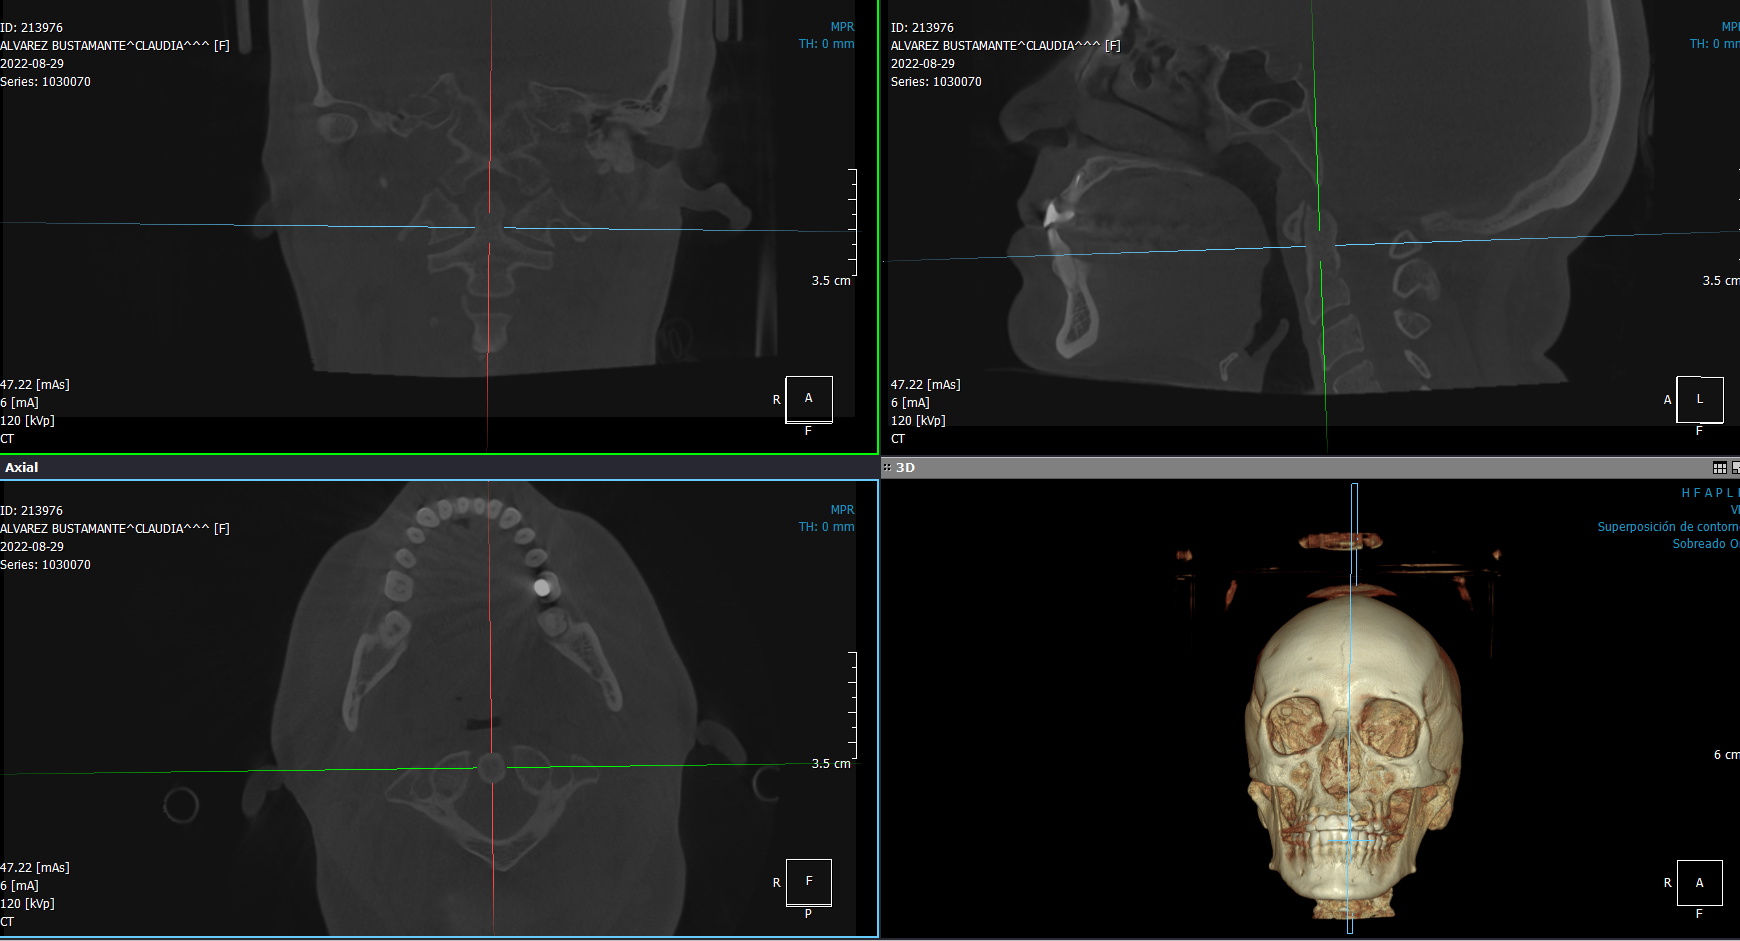 ID: 213976
ALVAREZ BUSTAMANTE^CLAUDIA^^^ [F]
2022-08-29
Series: 1030070
MPR
TH: 0 mm
3.5 cm
47.22 [mAs]
6 [mA]
120 [kVp]
CT
R
A
F
ID: 213976
ALVAREZ BUSTAMANTE^CLAUDIA^^^ [F]
2022-08-29
Series: 1030070
MP
TH: 0 m
3.5 cm
47.22 [mAs]
6 [mA]
120 [kVp]
CT
A
L
F
Axial
ID: 213976
ALVAREZ BUSTAMANTE^CLAUDIA^^^ [F]
2022-08-29
Series: 1030070
MPR
TH: 0 mm
3.5 cm
47.22 [mAs]
6 [mA]
120 [kVp]
CT
R
F
P
3D
H F A P L
Superposición de contorn
Sobreado O
6 cm
R
A
F